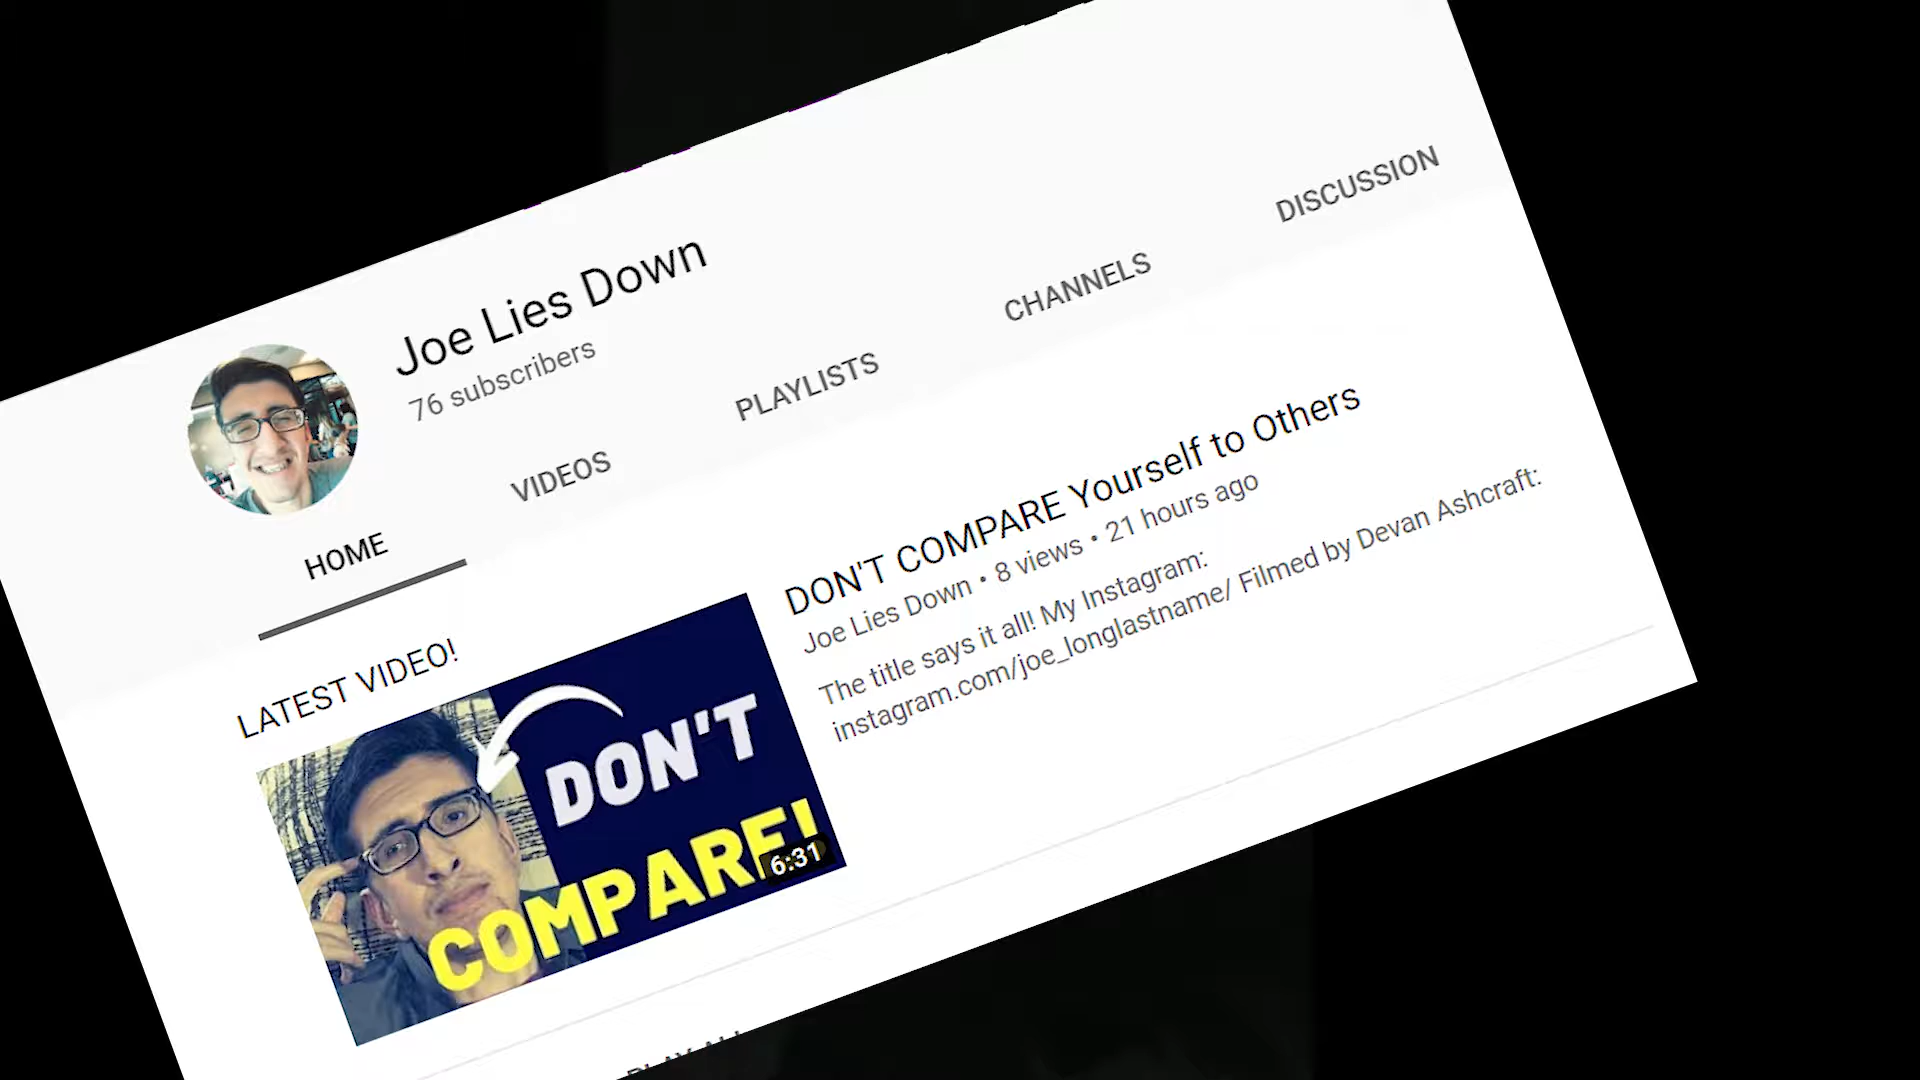 Joe Lies Down
76 subscribers
HOME
VIDEOS
PLAYLISTS
CHANNELS
DISCUSSION
LATEST VIDEO!
DON'T
COMPARE!
6:31
DON'T COMPARE Yourself to Others
Joe Lies Down • 8 views • 21 hours ago
The title says it all! My Instagram:
instagram.com/joe_longlastname/ Filmed by Devan Ashcraft: